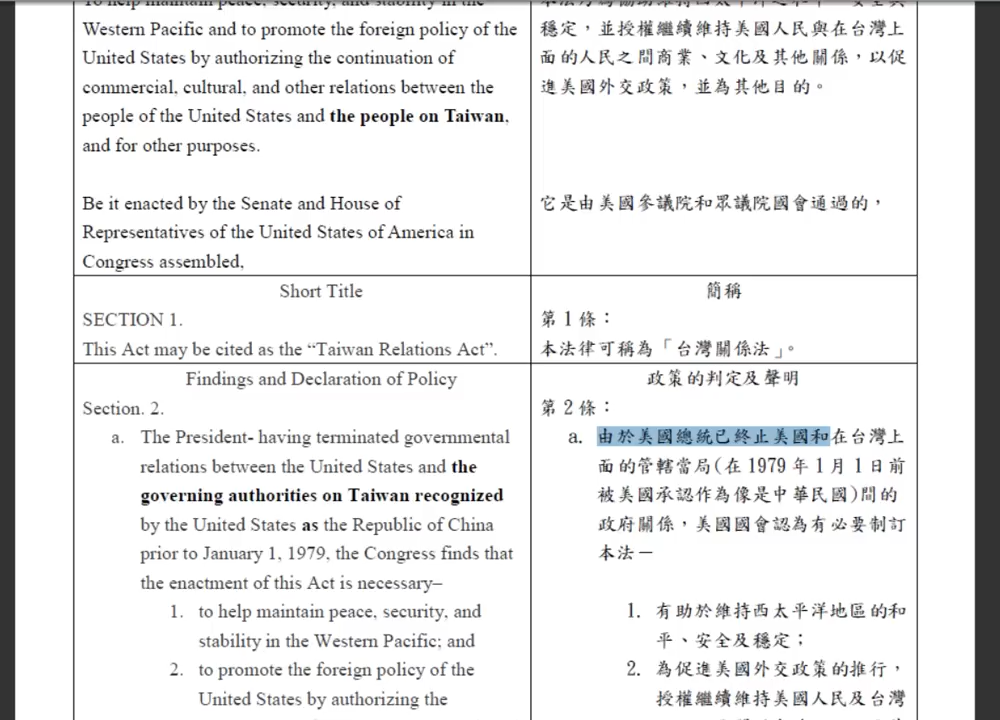 To help maintain peace, security, and stability in the
Western Pacific and to promote the foreign policy of the
United States by authorizing the continuation of
commercial, cultural, and other relations between the
people of the United States and the people on Taiwan,
and for other purposes.
Be it enacted by the Senate and House of
Representatives of the United States of America in
Congress assembled,
穩定，並授權繼續維持美國人民與在台灣上
面的人民之間商業、文化及其他關係，以促
進美國外交政策，並為其他目的。
它是由美國參議院和眾議院國會通過的，
Short Title
SECTION 1.
This Act may be cited as the “Taiwan Relations Act”.
簡稱
第 1 條：
本法律可稱為「台灣關係法」。
Findings and Declaration of Policy
Section. 2.
a. The President- having terminated governmental
relations between the United States and the
governing authorities on Taiwan recognized
by the United States as the Republic of China
prior to January 1, 1979, the Congress finds that
the enactment of this Act is necessary–
1. to help maintain peace, security, and
stability in the Western Pacific; and
2. to promote the foreign policy of the
United States by authorizing the
政策的判定及聲明
第 2 條：
a. 由於美國總統已終止美國和在台灣上
面的管轄當局(在 1979 年 1 月 1 日前
被美國承認作為像是中華民國)間的
政府關係，美國國會認為有必要制訂
本法－
1. 有助於維持西太平洋地區的和
平、安全及穩定；
2. 為促進美國外交政策的推行，
授權繼續維持美國人民及台灣